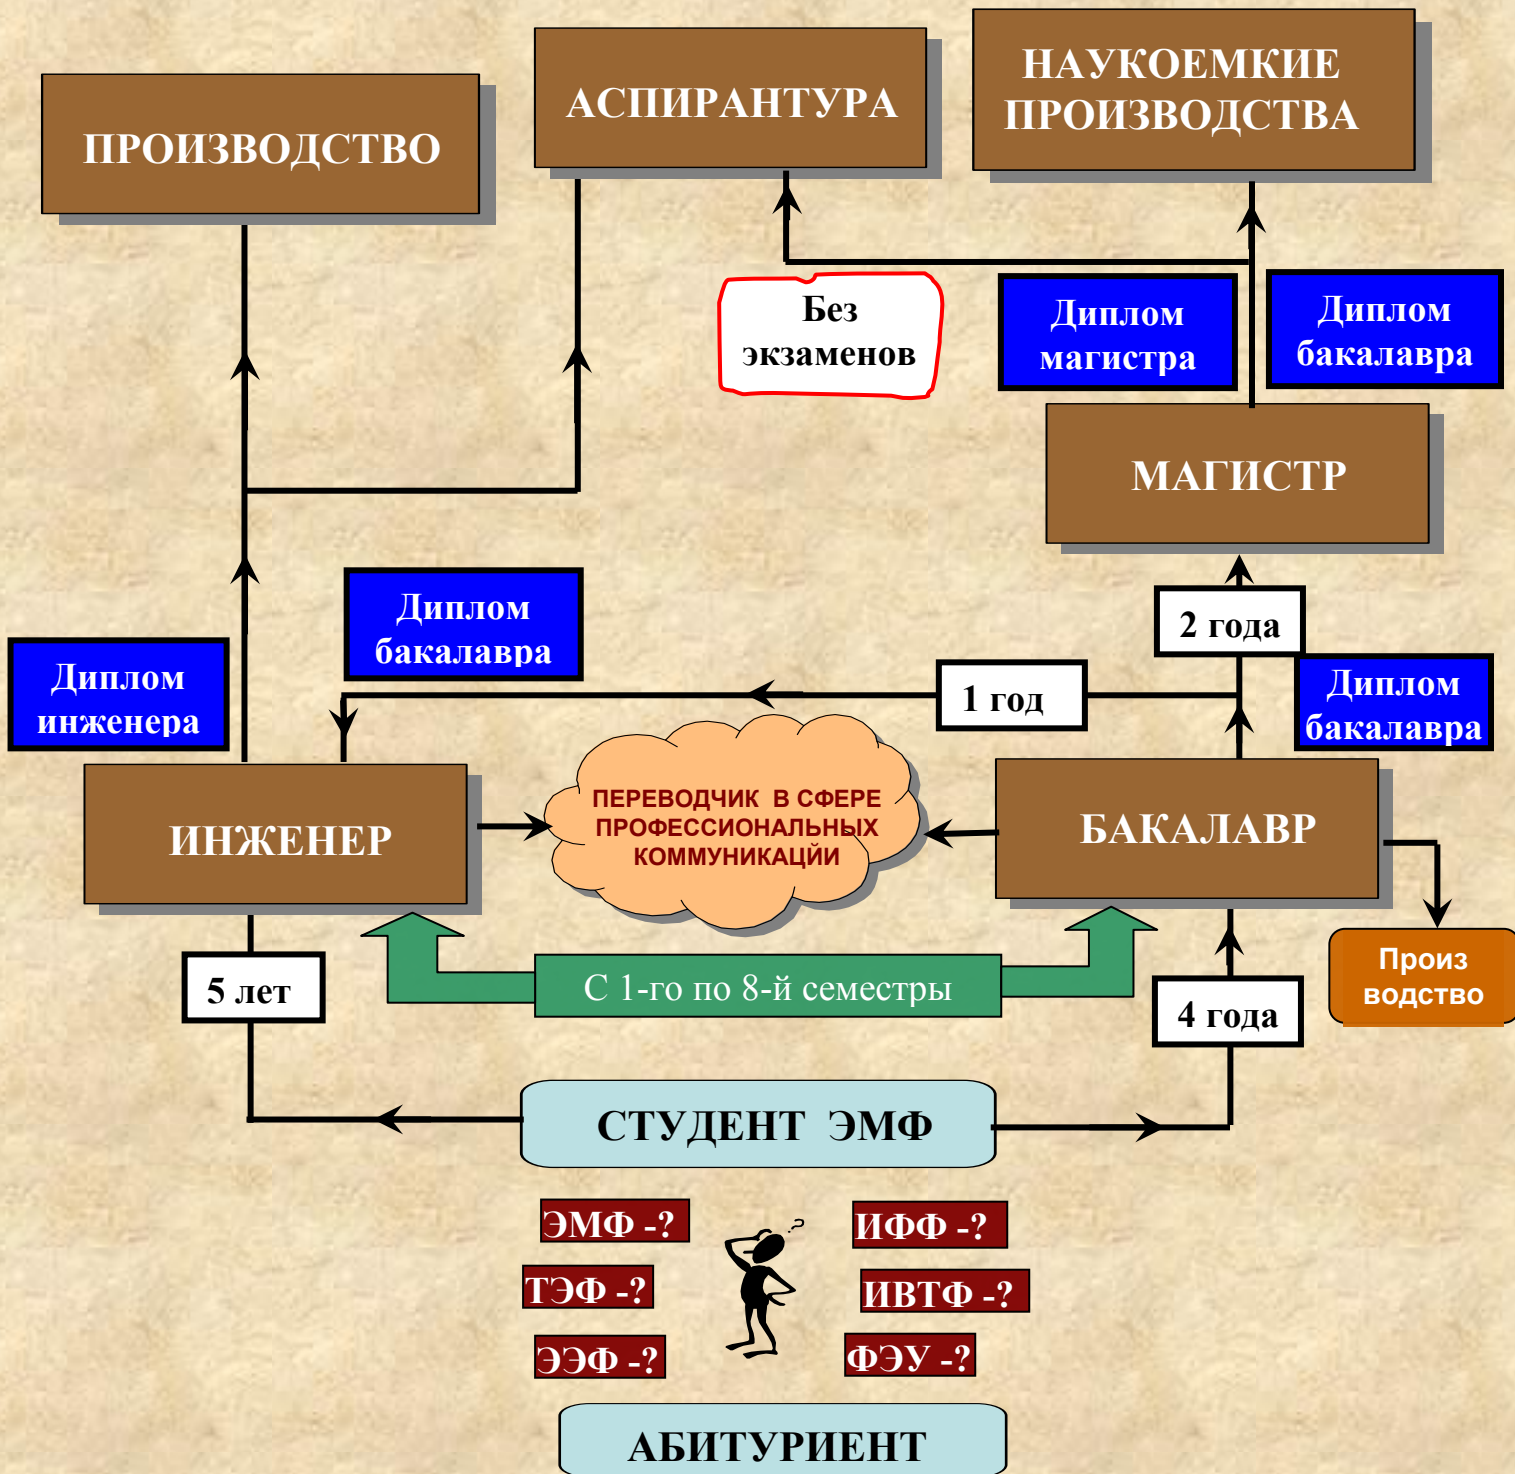 ПРОИЗВОДСТВО
АСПИРАНТУРА
НАУКОЕМКИЕ
ПРОИЗВОДСТВА
Без
экзаменов
Диплом
магистра
Диплом
бакалавра
МАГИСТР
2 года
Диплом
бакалавра
Диплом
инженера
1 год
Диплом
бакалавра
ИНЖЕНЕР
ПЕРЕВОДЧИК В СФЕРЕ
ПРОФЕССИОНАЛЬНЫХ
КОММУНИКАЦЙИ
БАКАЛАВР
5 лет
С 1-го по 8-й семестры
4 года
Произ
водство
СТУДЕНТ ЭМФ
ЭМФ -?
ИФФ -?
?
ТЭФ -?
ИВТФ -?
ЭЭФ -?
ФЭУ -?
АБИТУРИЕНТ